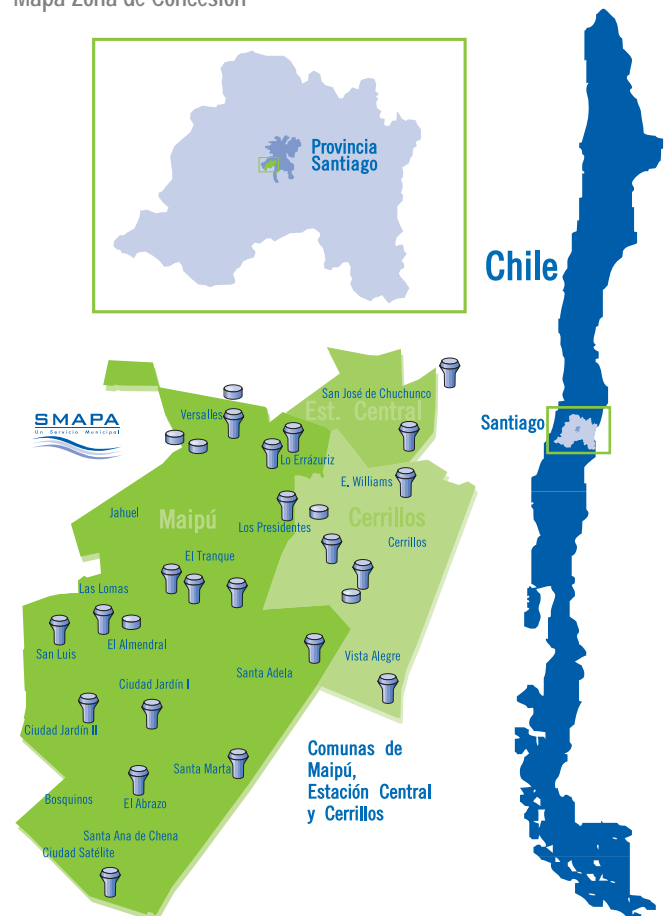 Mapa Zona de Concesión
Provincia
Santiago
Chile
Santiago
SMAPA
Un Servicio Municipal
San José de Chuchunco
Est. Central
Versalles
Lo Errázuriz
E. Williams
Jahuel
Maipú
Los Presidentes
Cerrillos
Cerrillos
El Tranque
Las Lomas
El Almendral
San Luis
Vista Alegre
Santa Adela
Ciudad Jardín I
Ciudad Jardín II
Santa Marta
Comunas de
Maipú,
Estación Central
y Cerrillos
Bosquinos
El Abrazo
Santa Ana de Chena
Ciudad Satélite